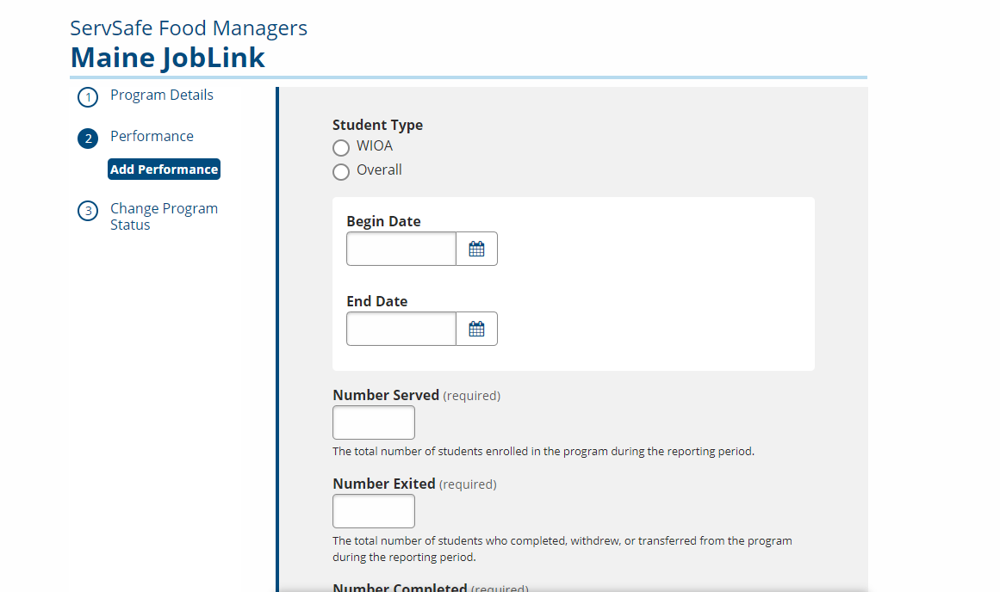 ServSafe Food Managers
Maine JobLink
1 Program Details
2 Performance
Add Performance
3 Change Program
Status
Student Type
WIOA
Overall
Begin Date
End Date
Number Served (required)
The total number of students enrolled in the program during the reporting period.
Number Exited (required)
The total number of students who completed, withdrew, or transferred from the program
during the reporting period.
Number Completed (required)